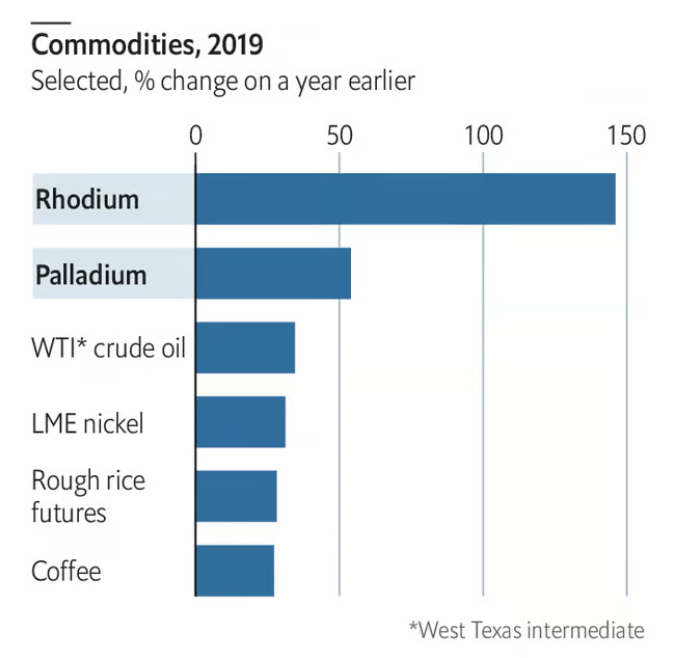 Commodities, 2019
Selected, % change on a year earlier
0 50 100 150
Rhodium
Palladium
WTI* crude oil
LME nickel
Rough rice
futures
Coffee
*West Texas intermediate